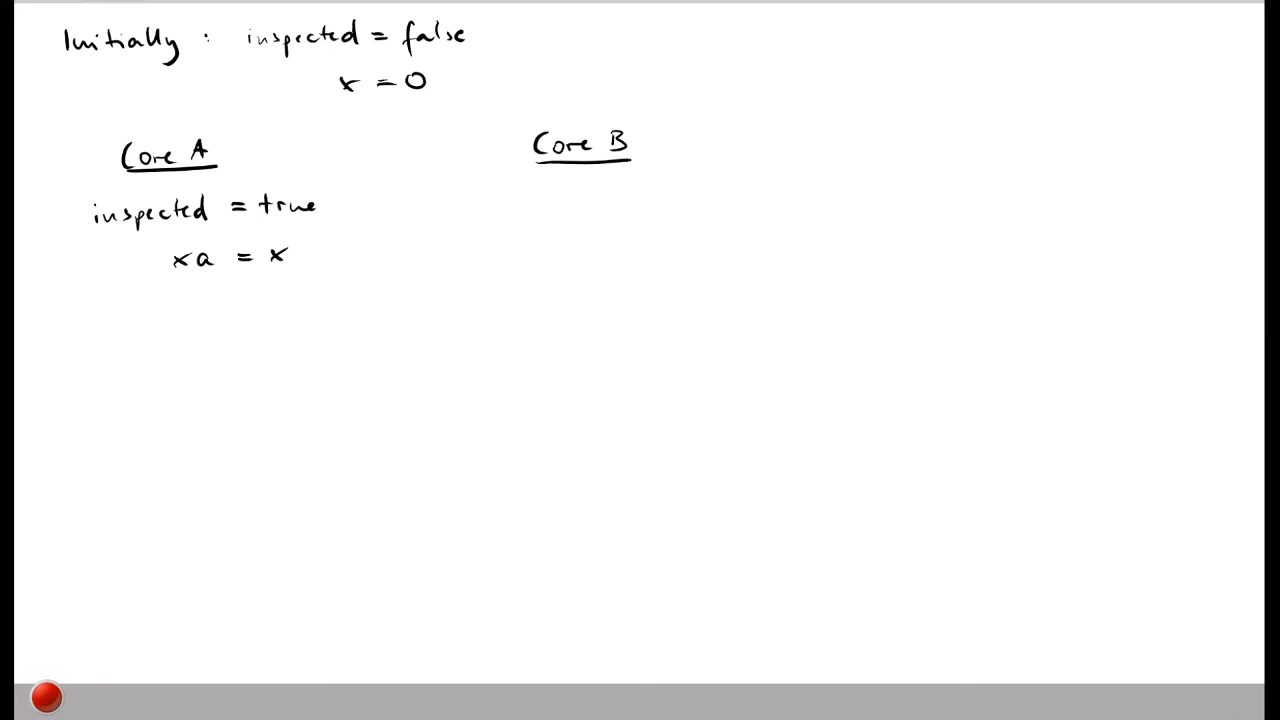 Initially : inspected = false
x = 0
Core A
Core B
inspected = true
xa = x